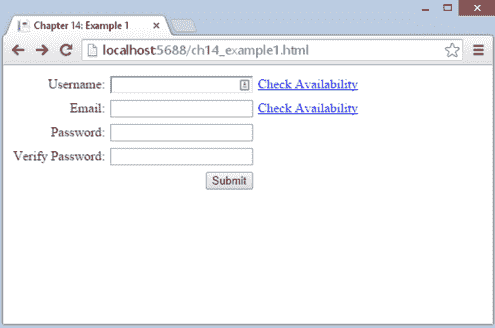 Chapter 14: Example 1
localhost:5688/ch14_example1.html
Username: Check Availability
Email: Check Availability
Password:
Verify Password:
Submit